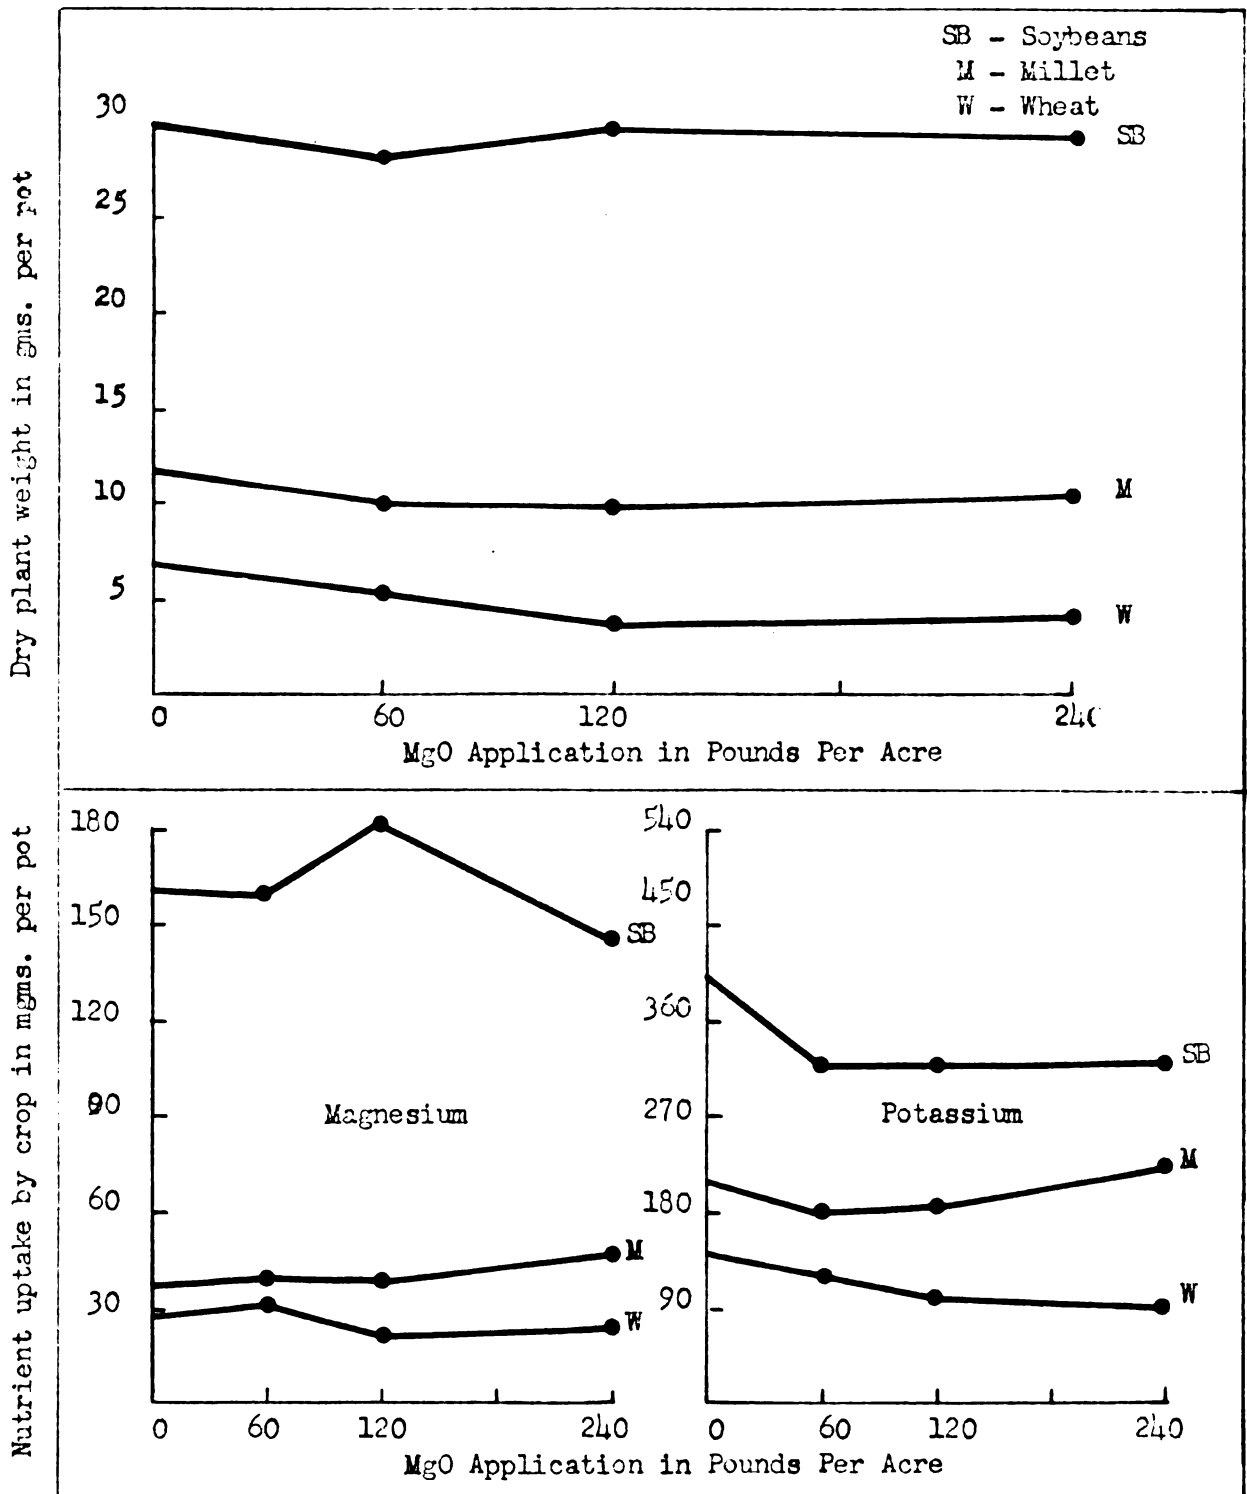 SB - Soybeans
M - Millet
W - Wheat
Dry plant weight in gms. per pot
30
25
20
15
10
5
SB
M
W
0 60 120 24
MgO Application in Pounds Per Acre
Nutrient uptake by crop in mgms. per pot
180
150
120
90
60
30
SB
M
W
Magnesium
0 60 120 240
540
450
360
270
180
90
SB
M
W
Potassium
0 60 120 240
MgO Application in Pounds Per Acre